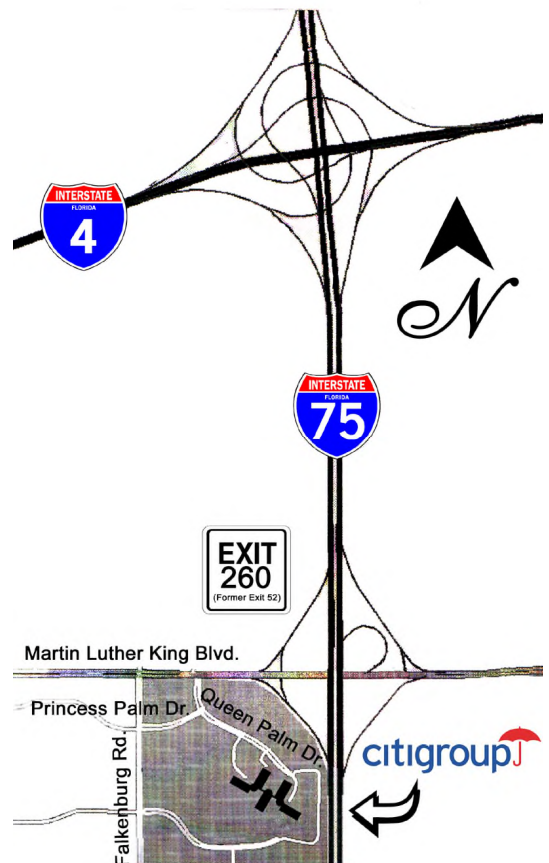 INTERSTATE
FLORIDA
4
N
INTERSTATE
FLORIDA
75
EXIT
260
(Former Exit 52)
Martin Luther King Blvd.
Princess Palm Dr.
Queen Palm Dr.
Falkenburg Rd.
citigroup